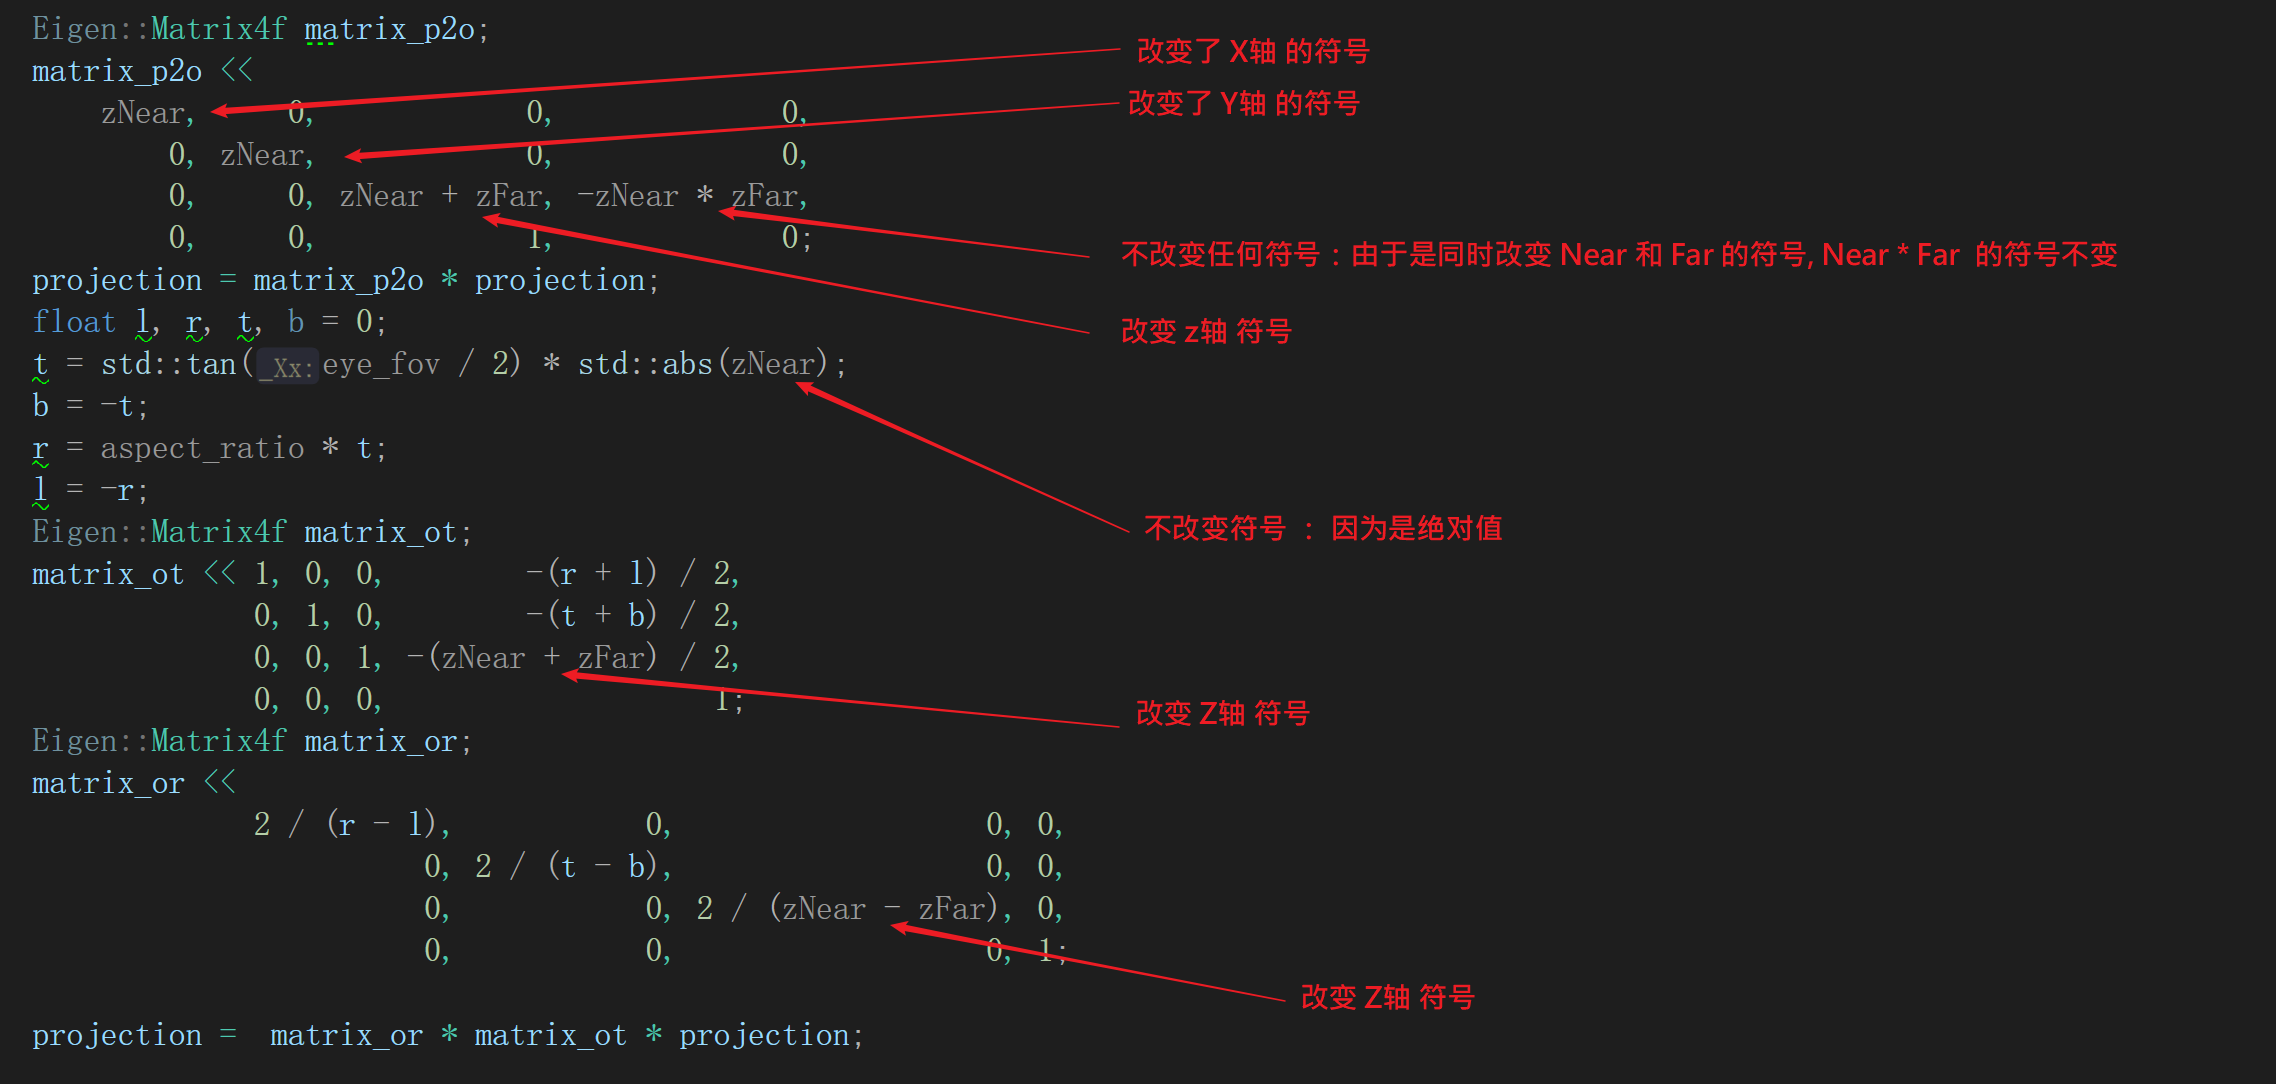 Eigen::Matrix4f matrix_p2o;
改变了 X轴 的符号
matrix_p2o <<
改变了 Y轴 的符号
zNear, 0, 0, 0,
0, zNear, 0, 0,
0, 0, zNear + zFar, -zNear * zFar,
0, 0, 1, 0;
不改变任何符号：由于是同时改变 Near 和 Far 的符号, Near * Far 的符号不变
projection = matrix_p2o * projection;
float l, r, t, b = 0;
改变 z轴 符号
t = std::tan(_Xx:eye_fov / 2) * std::abs(zNear);
b = -t;
r = aspect_ratio * t;
l = -r;
Eigen::Matrix4f matrix_ot;
不改变符号 ： 因为是绝对值
matrix_ot << 1, 0, 0, -(r + l) / 2,
0, 1, 0, -(t + b) / 2,
0, 0, 1, -(zNear + zFar) / 2,
0, 0, 0, 1;
改变 Z轴 符号
Eigen::Matrix4f matrix_or;
matrix_or <<
2 / (r - l), 0, 0, 0,
0, 2 / (t - b), 0, 0,
0, 0, 2 / (zNear - zFar), 0,
0, 0, 0, 1;
改变 Z轴 符号
projection = matrix_or * matrix_ot * projection;